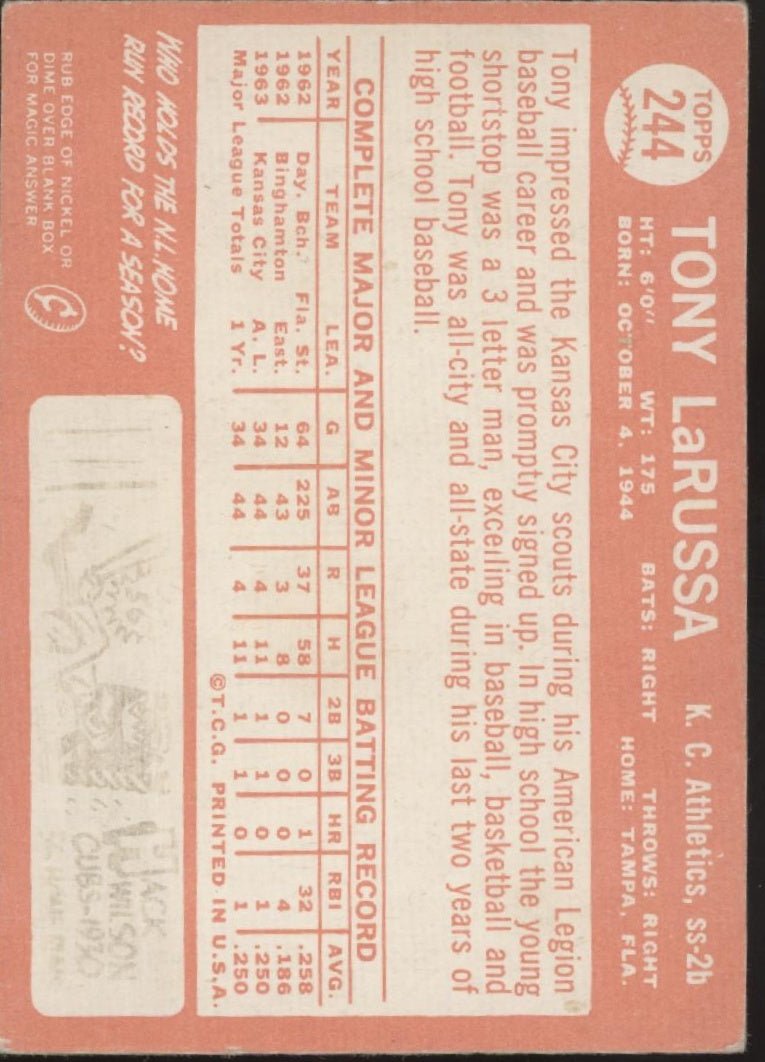 TOPPS
244
TONY LaRUSSA K. C. Athletics, ss-2b
HT: 6'0" WT: 175 BATS: RIGHT THROWS: RIGHT
BORN: OCTOBER 4, 1944 HOME: TAMPA, FLA.
Tony impressed the Kansas City scouts during his American Legion
baseball career and was promptly signed up. In high school the young
shortstop was a 3 letter man, excelling in baseball, basketball and
football. Tony was all-city and all-state during his last two years of
high school baseball.
COMPLETE MAJOR AND MINOR LEAGUE BATTING RECORD
YEAR TEAM LEA. G AB R H 2B 3B HR RBI AVG.
1962 Day. Bch. Fla. St. 64 225 37 58 7 0 1 32 .258
1962 Binghamton East. 12 43 3 8 0 0 0 4 .186
1963 Kansas City A. L. 34 44 4 11 1 1 0 1 .250
Major League Totals 1 Yr. 34 44 4 11 1 1 0 1 .250
©T.C.G. PRINTED IN U.S.A.
WHO HOLDS THE N.L. HOME
RUN RECORD FOR A SEASON?
RUB EDGE OF NICKEL OR
DIME OVER BLANK BOX
FOR MAGIC ANSWER
HACK
WILSON
CUBS-1930